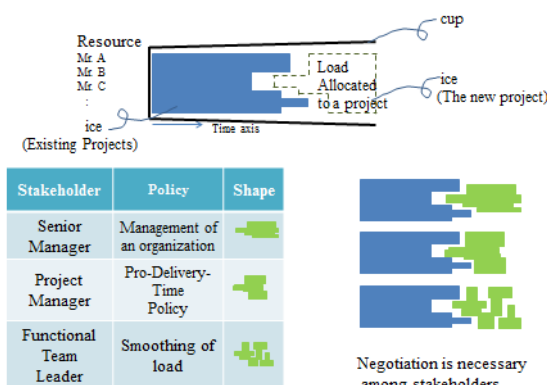 cup
Resource
Mr. A
Mr. B
Mr. C
:
Load
Allocated
to a project
ice
(The new project)
ice
(Existing Projects)
Time axis
Stakeholder Policy Shape
Senior
Manager
Management of
an organization
Project
Manager
Pro-Delivery-
Time
Policy
Functional
Team
Leader
Smoothing of
load
Negotiation is necessary
among stakeholders